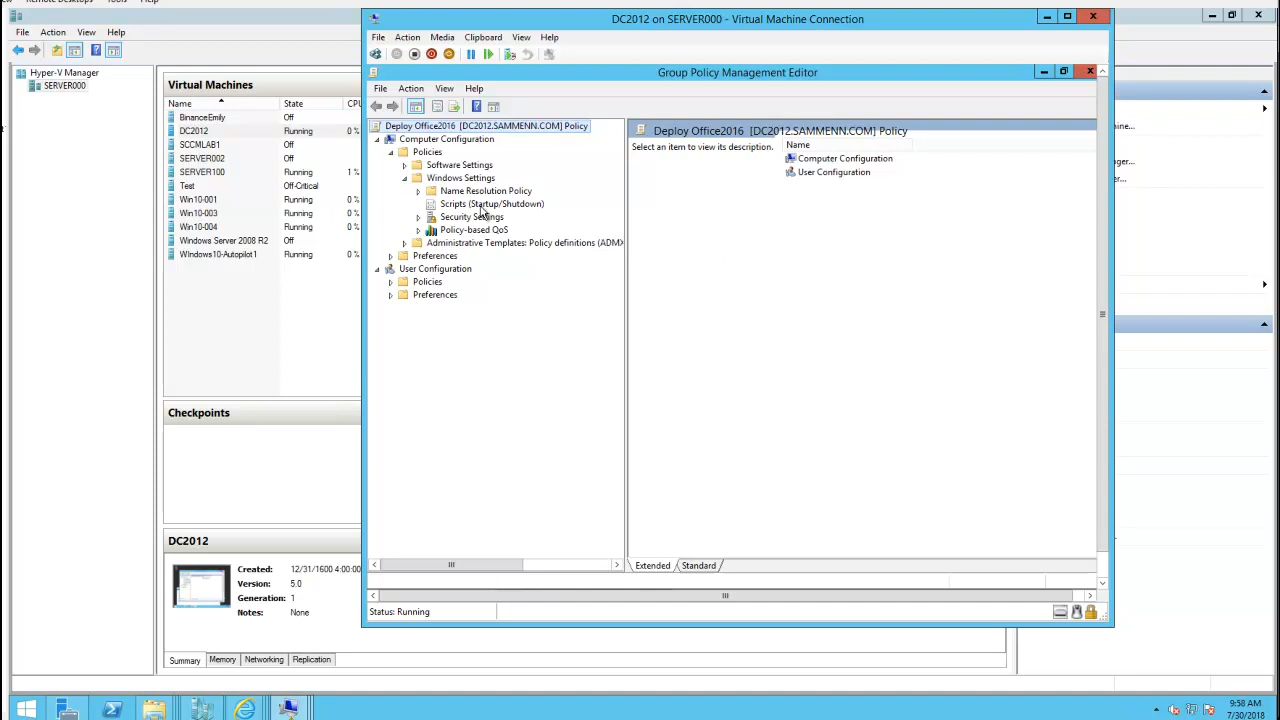 Remote Desktops Tools Help
File Action View Help
Hyper-V Manager
SERVER000
Virtual Machines
Name State CPU
BinanceEmily Off
DC2012 Running 0 %
SCCMLAB1 Off
SERVER002 Off
SERVER100 Running 1 %
Test Off-Critical
Win10-001 Running 0 %
Win10-003 Running 0 %
Win10-004 Running 0 %
Windows Server 2008 R2 Off
WIndows10-Autopilot1 Running 0 %
Checkpoints
DC2012
Created: 12/31/1600 4:00:00
Version: 5.0
Generation: 1
Notes: None
Summary Memory Networking Replication
DC2012 on SERVER000 - Virtual Machine Connection
File Action Media Clipboard View Help
Group Policy Management Editor
File Action View Help
Deploy Office2016 [DC2012.SAMMENN.COM] Policy
Computer Configuration
Policies
Software Settings
Windows Settings
Name Resolution Policy
Scripts (Startup/Shutdown)
Security Settings
Policy-based QoS
Administrative Templates: Policy definitions (ADMX
Preferences
User Configuration
Policies
Preferences
Deploy Office2016 [DC2012.SAMMENN.COM] Policy
Select an item to view its description.
Name
Computer Configuration
User Configuration
Extended Standard
Status: Running
9:58 AM
7/30/2018